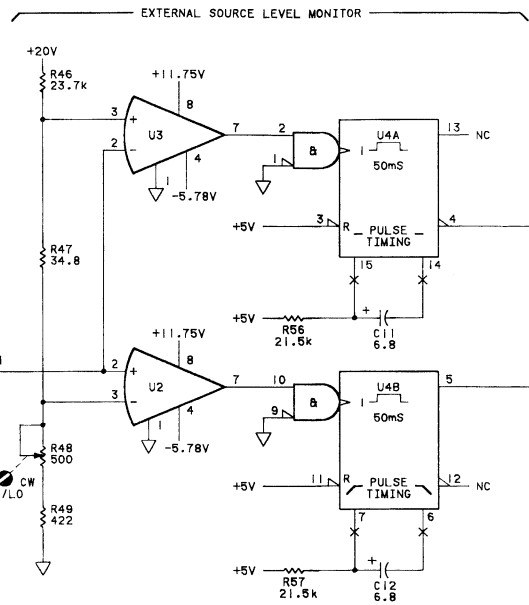 EXTERNAL SOURCE LEVEL MONITOR
+20V
R46
23.7k
+11.75V
8
3
+
U3
7
2
−
4
1
-5.78V
2
&
1
1
U4A
50mS
13 NC
+5V
3
R
PULSE
TIMING
4
15
14
R47
34.8
+5V
R56
21.5k
+
C11
6.8
+11.75V
8
2
+
U2
7
3
−
4
1
-5.78V
10
&
9
1
U4B
50mS
5
R48
500
CW
/LO
R49
422
+5V
11
R
PULSE
TIMING
12
NC
7
6
+5V
R57
21.5k
+
C12
6.8